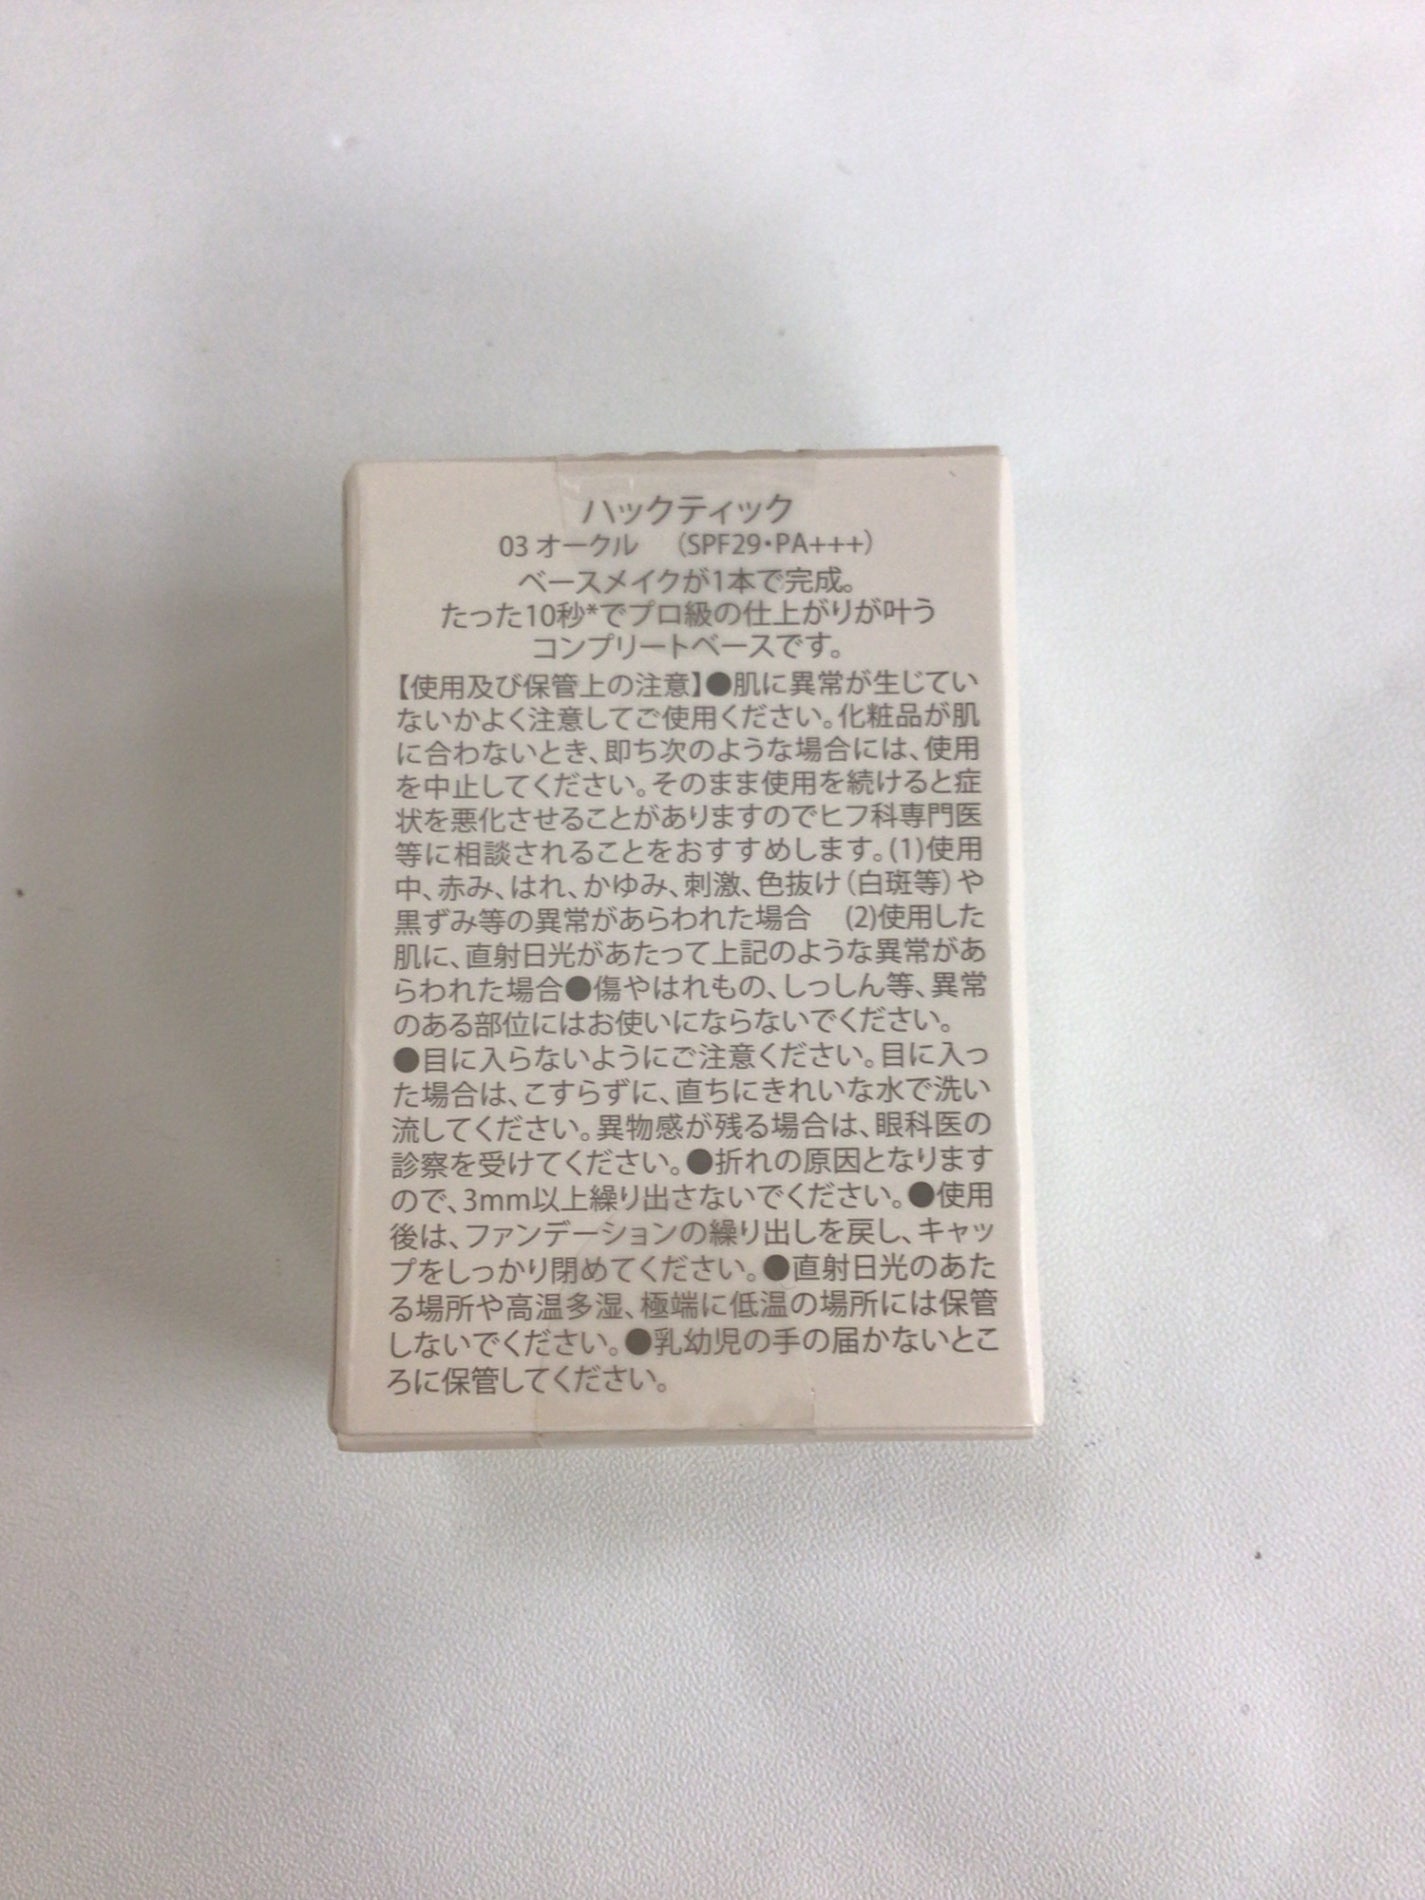 ハックティック
03 オークル （SPF29・PA+++）
ベースメイクが1本で完成。
たった10秒*でプロ級の仕上がりが叶う
コンプリートベースです。
【使用及び保管上の注意】●肌に異常が生じてい
ないかよく注意してご使用ください。化粧品が肌
に合わないとき、即ち次のような場合には、使用
を中止してください。そのまま使用を続けると症
状を悪化させることがありますのでヒフ科専門医
等に相談されることをおすすめします。(1)使用
中、赤み、はれ、かゆみ、刺激、色抜け（白斑等）や
黒ずみ等の異常があらわれた場合 (2)使用した
肌に、直射日光があたって上記のような異常があ
らわれた場合●傷やはれもの、しっしん等、異常
のある部位にはお使いにならないでください。
●目に入らないようにご注意ください。目に入っ
た場合は、こすらずに、直ちにきれいな水で洗い
流してください。異物感が残る場合は、眼科医の
診察を受けてください。●折れの原因となります
ので、3mm以上繰り出さないでください。●使用
後は、ファンデーションの繰り出しを戻し、キャッ
プをしっかり閉めてください。●直射日光のあた
る場所や高温多湿、極端に低温の場所には保管
しないでください。●乳幼児の手の届かないとこ
ろに保管してください。